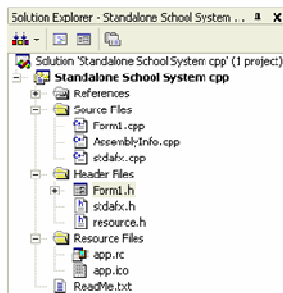 Solution Explorer - Standalone School System ...
Solution 'Standalone School System cpp' (1 project)
Standalone School System cpp
References
Source Files
Form1.cpp
AssemblyInfo.cpp
stdafx.cpp
Header Files
Form1.h
stdafx.h
resource.h
Resource Files
app.rc
app.ico
ReadMe.txt